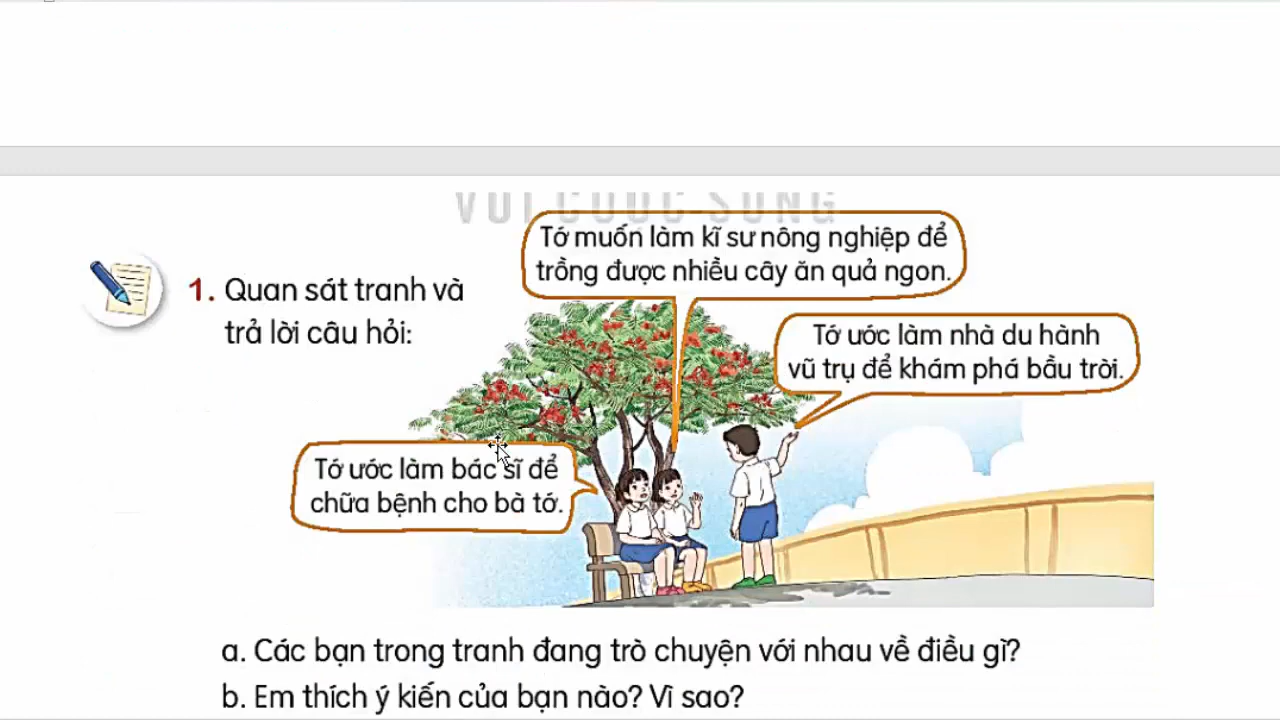 VUI CUỘC SỐNG
1. Quan sát tranh và
trả lời câu hỏi:
Tớ muốn làm kĩ sư nông nghiệp để
trồng được nhiều cây ăn quả ngon.
Tớ ước làm nhà du hành
vũ trụ để khám phá bầu trời.
Tớ ước làm bác sĩ để
chữa bệnh cho bà tớ.
a. Các bạn trong tranh đang trò chuyện với nhau về điều gì?
b. Em thích ý kiến của bạn nào? Vì sao?